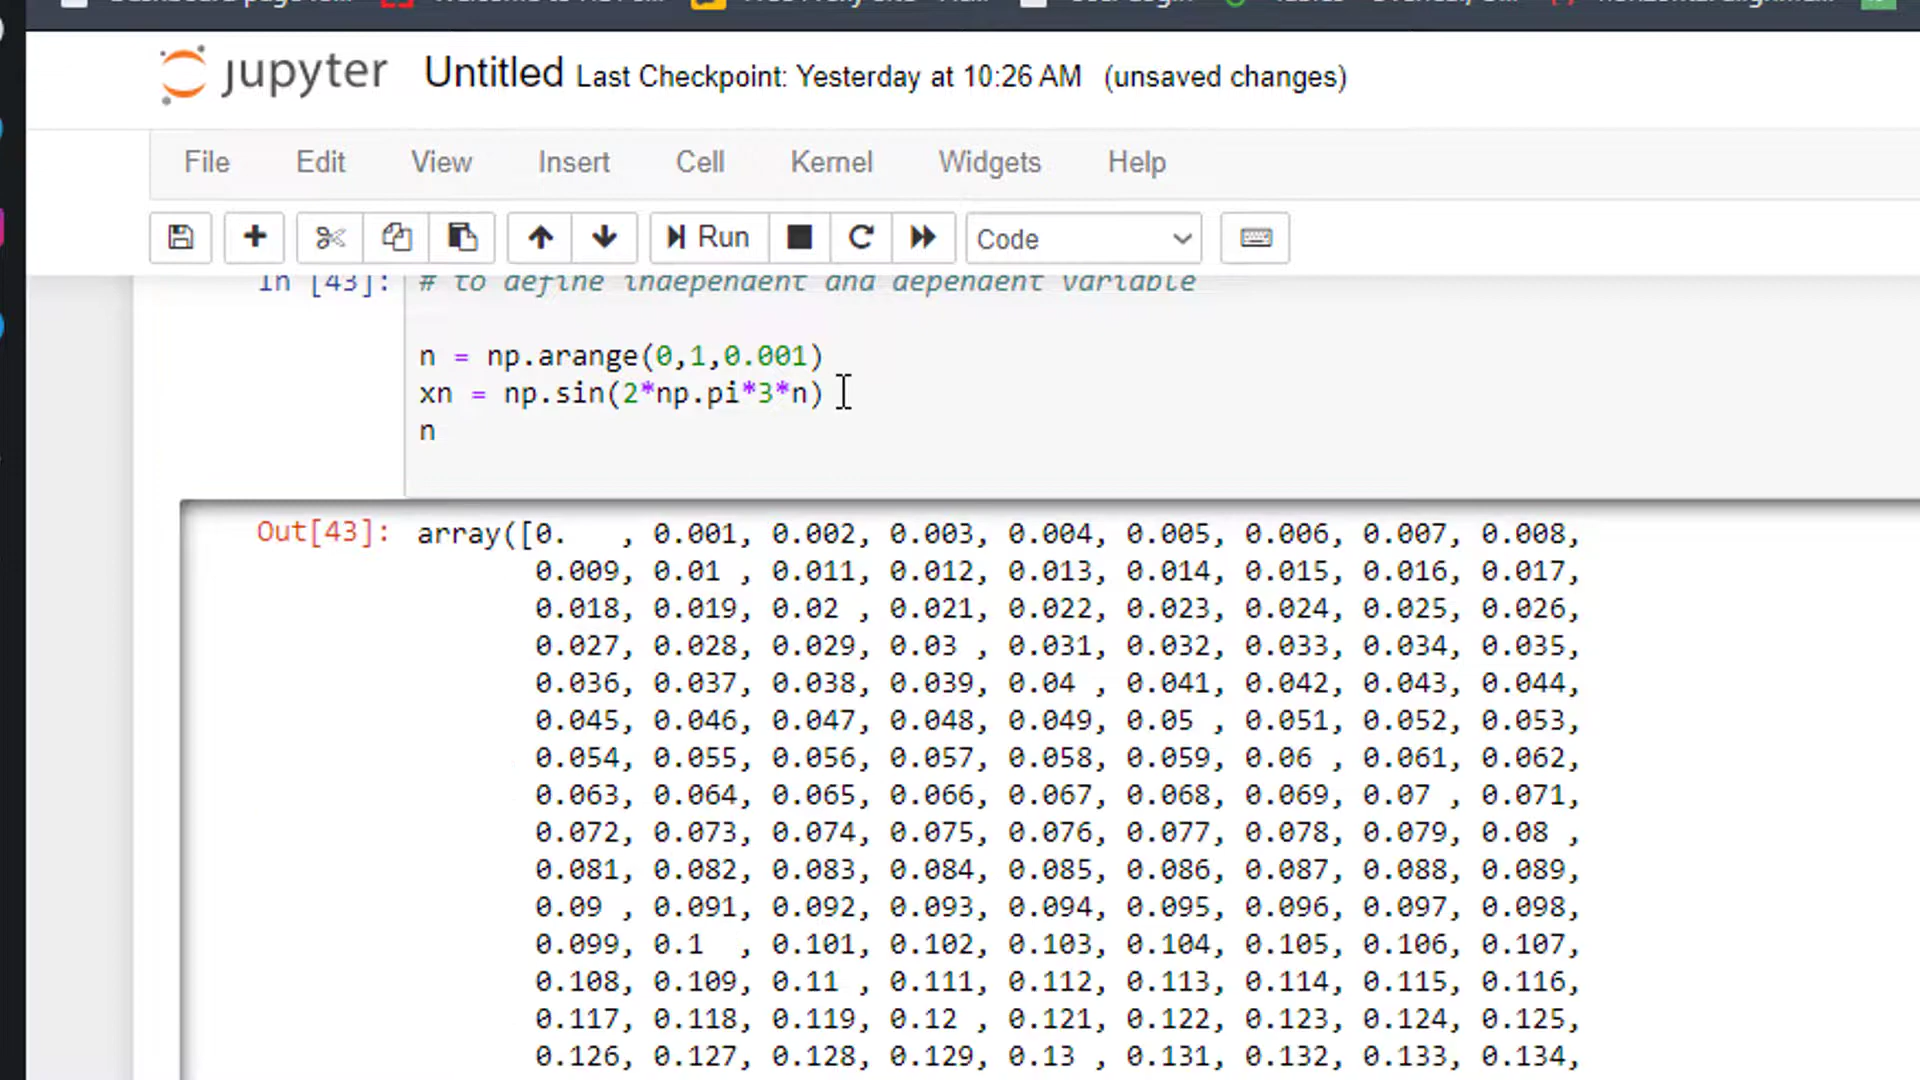 jupyter Untitled Last Checkpoint: Yesterday at 10:26 AM (unsaved changes)
File Edit View Insert Cell Kernel Widgets Help
Run Code
In [43]: # to define independent and dependent variable
n = np.arange(0,1,0.001)
xn = np.sin(2*np.pi*3*n)
n
Out[43]: array([0.   , 0.001, 0.002, 0.003, 0.004, 0.005, 0.006, 0.007, 0.008,
0.009, 0.01 , 0.011, 0.012, 0.013, 0.014, 0.015, 0.016, 0.017,
0.018, 0.019, 0.02 , 0.021, 0.022, 0.023, 0.024, 0.025, 0.026,
0.027, 0.028, 0.029, 0.03 , 0.031, 0.032, 0.033, 0.034, 0.035,
0.036, 0.037, 0.038, 0.039, 0.04 , 0.041, 0.042, 0.043, 0.044,
0.045, 0.046, 0.047, 0.048, 0.049, 0.05 , 0.051, 0.052, 0.053,
0.054, 0.055, 0.056, 0.057, 0.058, 0.059, 0.06 , 0.061, 0.062,
0.063, 0.064, 0.065, 0.066, 0.067, 0.068, 0.069, 0.07 , 0.071,
0.072, 0.073, 0.074, 0.075, 0.076, 0.077, 0.078, 0.079, 0.08 ,
0.081, 0.082, 0.083, 0.084, 0.085, 0.086, 0.087, 0.088, 0.089,
0.09 , 0.091, 0.092, 0.093, 0.094, 0.095, 0.096, 0.097, 0.098,
0.099, 0.1  , 0.101, 0.102, 0.103, 0.104, 0.105, 0.106, 0.107,
0.108, 0.109, 0.11 , 0.111, 0.112, 0.113, 0.114, 0.115, 0.116,
0.117, 0.118, 0.119, 0.12 , 0.121, 0.122, 0.123, 0.124, 0.125,
0.126, 0.127, 0.128, 0.129, 0.13 , 0.131, 0.132, 0.133, 0.134,